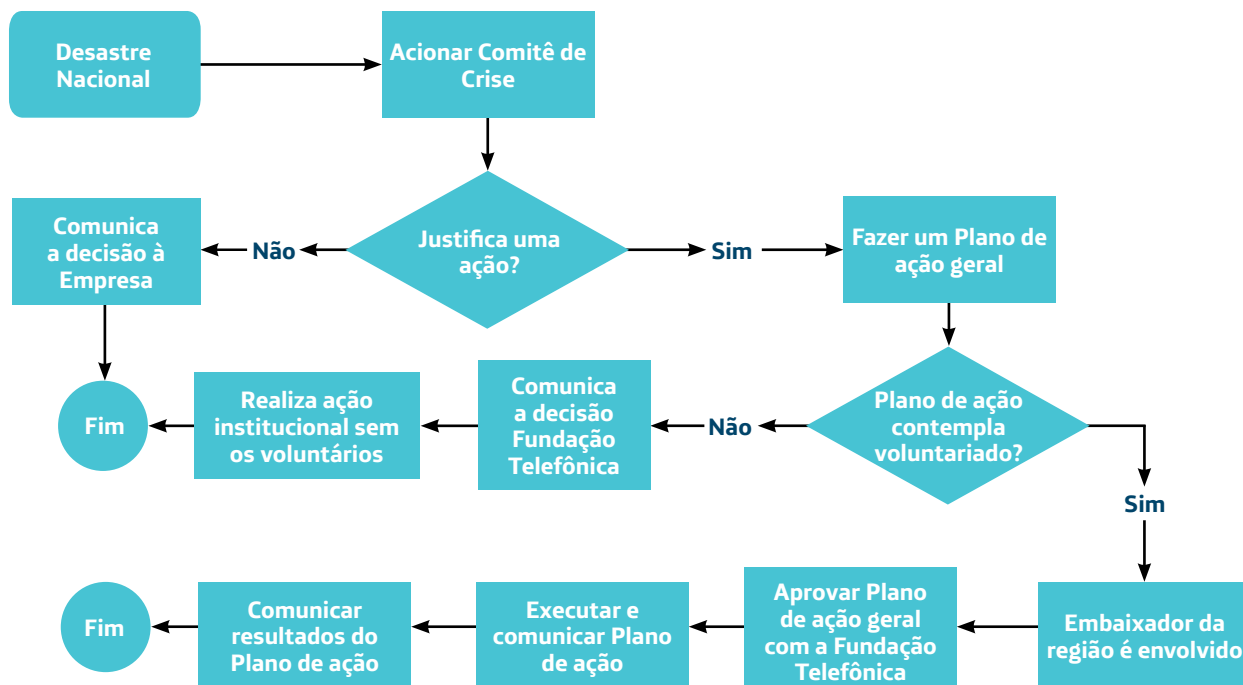 Desastre
Nacional
Acionar Comitê de
Crise
Justifica uma
ação?
Não
Comunica
a decisão à
Empresa
Sim
Fazer um Plano de
ação geral
Plano de ação
contempla
voluntariado?
Não
Comunica
a decisão
Fundação
Telefônica
Realiza ação
institucional sem
os voluntários
Fim
Sim
Embaixador da
região é envolvido
Aprovar Plano
de ação geral
com a Fundação
Telefônica
Executar e
comunicar Plano
de ação
Comunicar
resultados do
Plano de ação
Fim